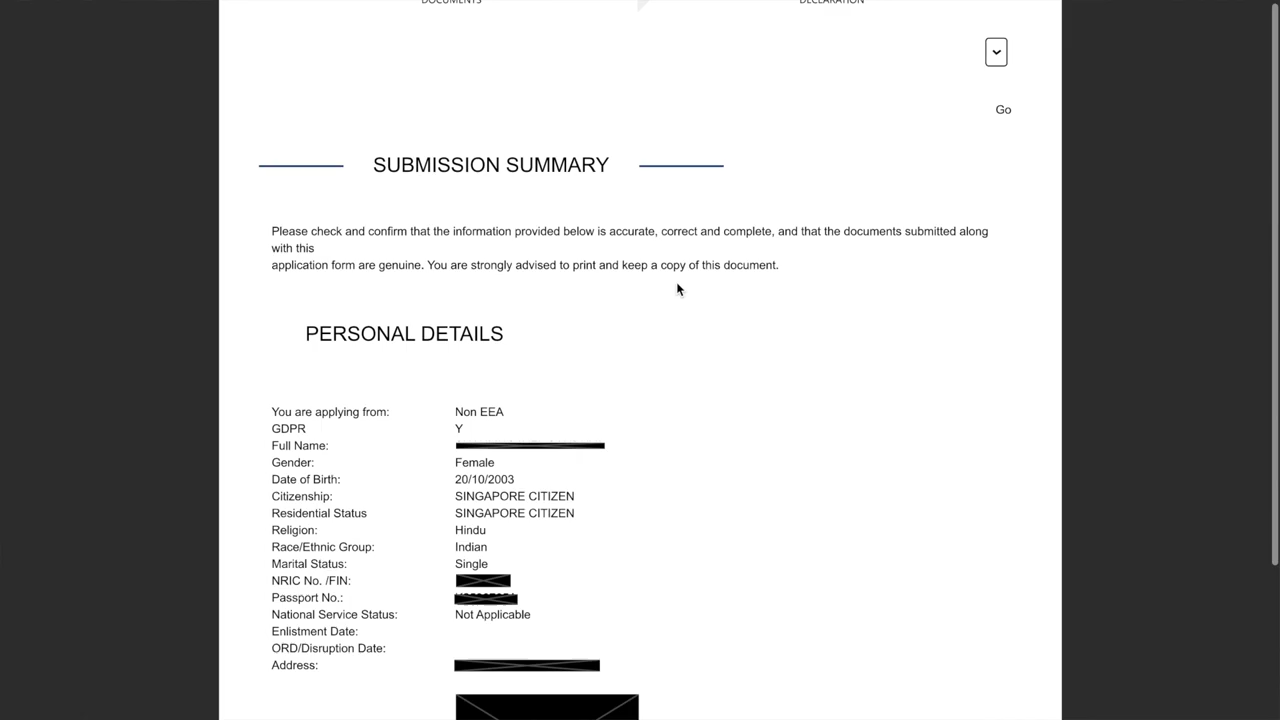 DOCUMENTS
DECLARATION
Go
SUBMISSION SUMMARY
Please check and confirm that the information provided below is accurate, correct and complete, and that the documents submitted along
with this
application form are genuine. You are strongly advised to print and keep a copy of this document.
PERSONAL DETAILS
You are applying from: Non EEA
GDPR Y
Full Name:
Gender: Female
Date of Birth: 20/10/2003
Citizenship: SINGAPORE CITIZEN
Residential Status SINGAPORE CITIZEN
Religion: Hindu
Race/Ethnic Group: Indian
Marital Status: Single
NRIC No. /FIN:
Passport No.:
National Service Status: Not Applicable
Enlistment Date:
ORD/Disruption Date:
Address: